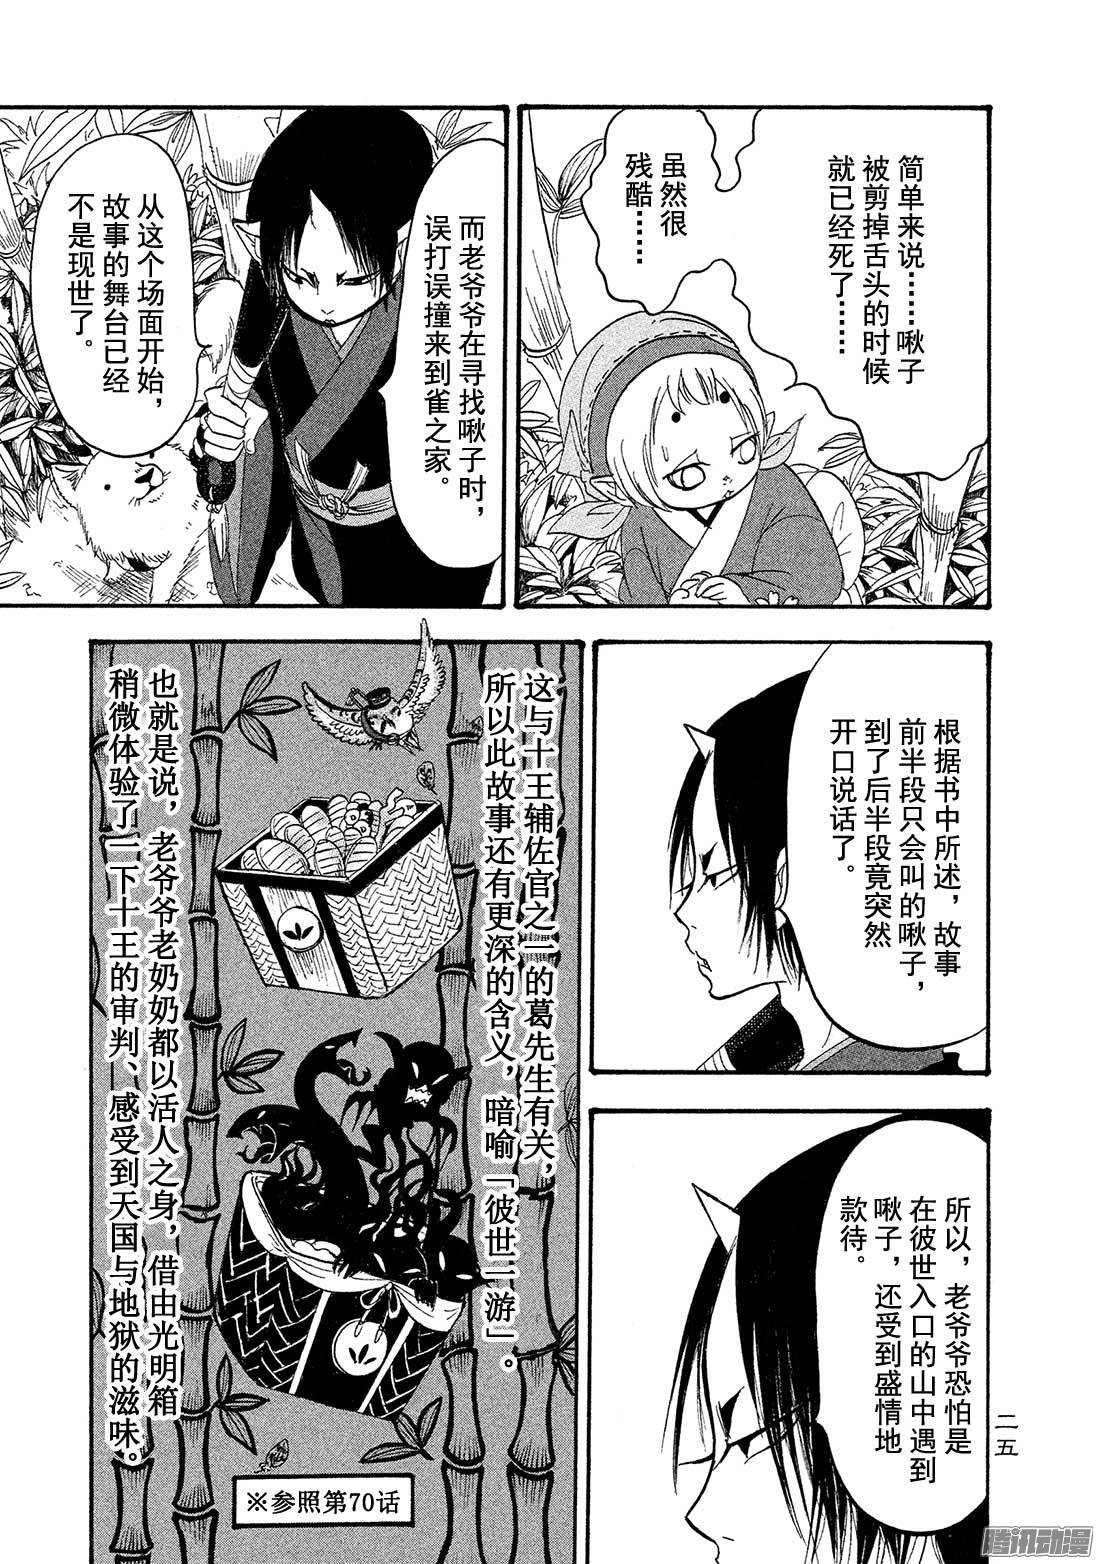 简单来说……啾子
被剪掉舌头的时候
就已经死了……
虽然很
残酷……
而老爷爷在寻找啾子时，
误打误撞来到雀之家。
从这个场面开始，
故事的舞台已经
不是现世了。
根据书中所述，故事
前半段只会叫的啾子，
到了后半段竟突然
开口说话了。
所以，老爷爷恐怕是
在彼世入口的山中遇到
啾子，还受到盛情地
款待。
这与十王辅佐官之一的葛先生有关，
所以此故事还有更深的含义，暗喻「彼世一游」。
也就是说，老爷爷老奶奶都以活人之身，借由光明箱
稍微体验了一下十王的审判、感受到天国与地狱的滋味。
※参照第70话
二五
腾讯动漫